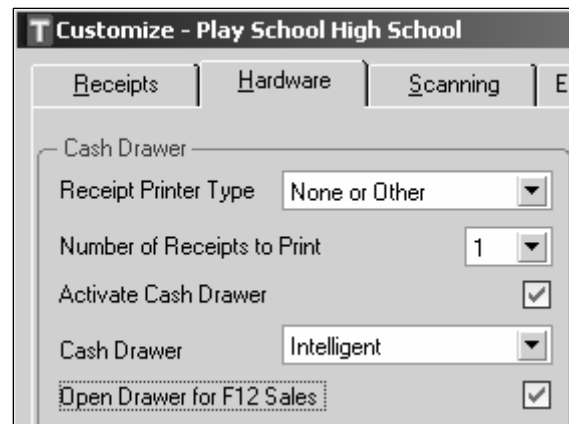 T Customize - Play School High School
Receipts Hardware Scanning E
Cash Drawer
Receipt Printer Type None or Other
Number of Receipts to Print 1
Activate Cash Drawer
Cash Drawer Intelligent
Open Drawer for F12 Sales